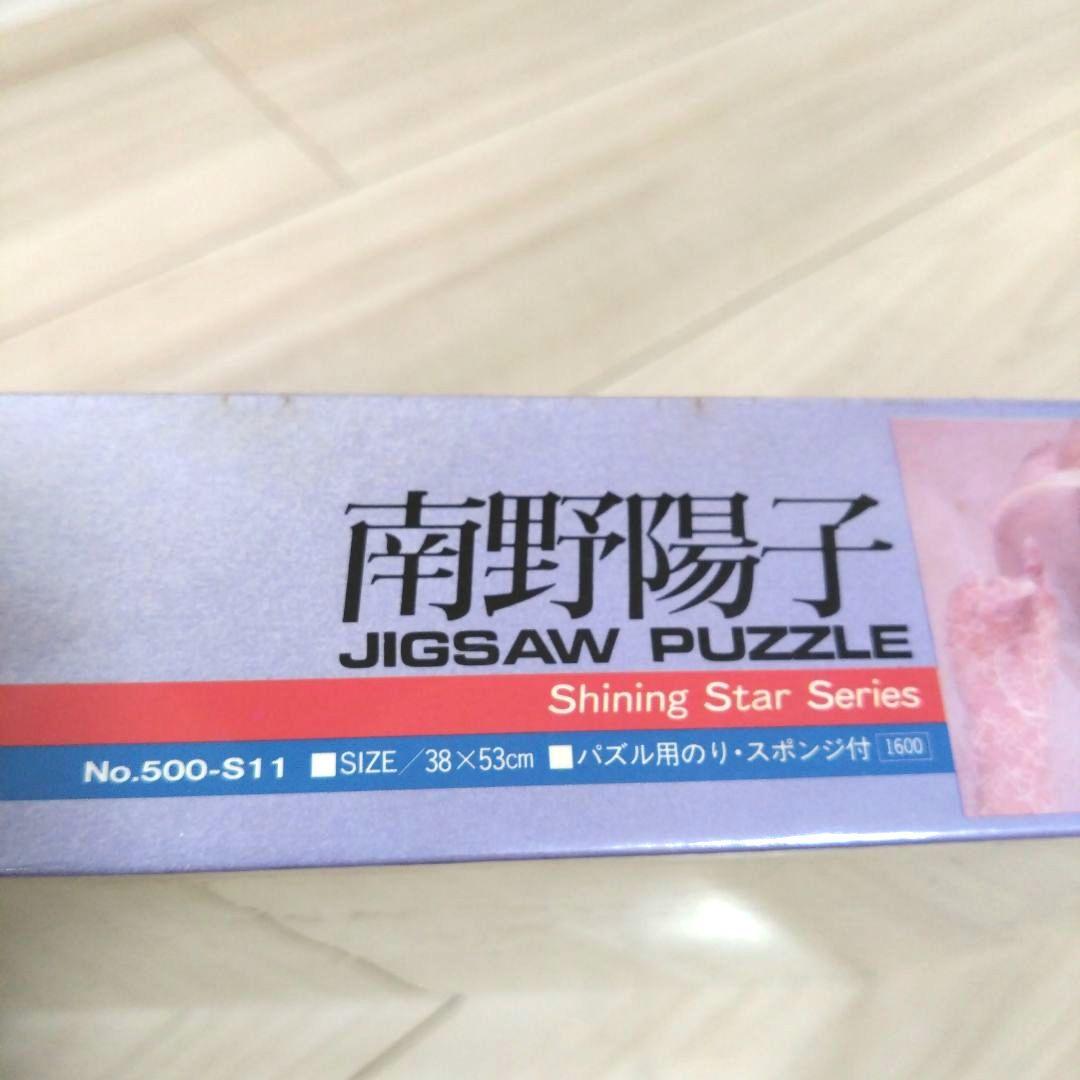 南野陽子
JIGSAW PUZZLE
Shining Star Series
No.500-S11 ■SIZE/38×53cm ■パズル用のり・スポンジ付 1600